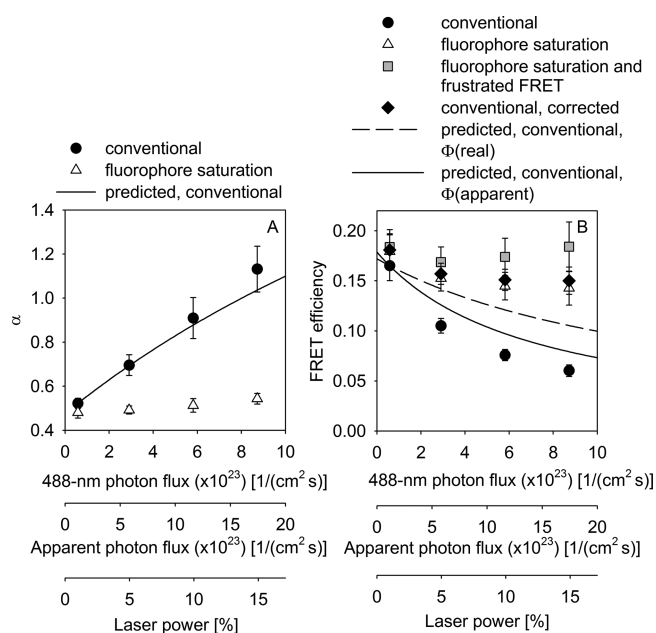 conventional
fluorophore saturation
fluorophore saturation and
frustrated FRET
conventional, corrected
predicted, conventional,
Φ(real)
predicted, conventional,
Φ(apparent)
conventional
fluorophore saturation
predicted, conventional
A
1.4
1.2
1.0
0.8
0.6
0.4
α
0 2 4 6 8 10
488-nm photon flux (x10²³) [1/(cm² s)]
0 5 10 15 20
Apparent photon flux (x10²³) [1/(cm² s)]
0 5 10 15
Laser power [%]
B
0.20
0.15
0.10
0.05
0.00
FRET efficiency
0 2 4 6 8 10
488-nm photon flux (x10²³) [1/(cm² s)]
0 5 10 15 20
Apparent photon flux (x10²³) [1/(cm² s)]
0 5 10 15
Laser power [%]